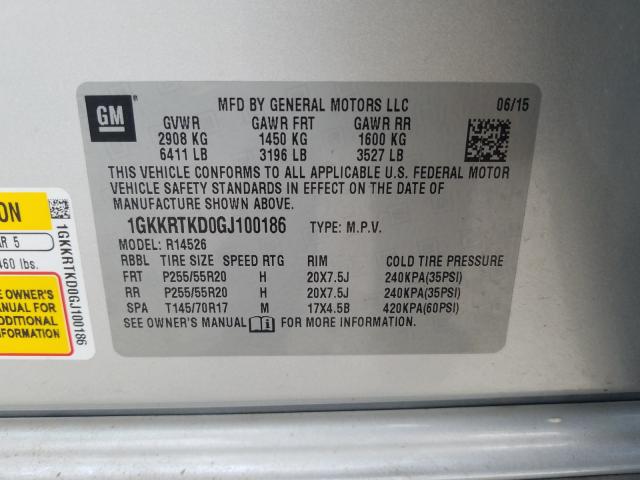 GM
MFD BY GENERAL MOTORS LLC 06/15
GVWR GAWR FRT GAWR RR
2908 KG 1450 KG 1600 KG
6411 LB 3196 LB 3527 LB
THIS VEHICLE CONFORMS TO ALL APPLICABLE U.S. FEDERAL MOTOR
VEHICLE SAFETY STANDARDS IN EFFECT ON THE DATE OF
MANUFACTURE SHOWN ABOVE.
1GKKRTKD0GJ100186 TYPE: M.P.V.
MODEL: R14526
RBBL TIRE SIZE SPEED RTG RIM COLD TIRE PRESSURE
FRT P255/55R20 H 20X7.5J 240KPA(35PSI)
RR P255/55R20 H 20X7.5J 240KPA(35PSI)
SPA T145/70R17 M 17X4.5B 420KPA(60PSI)
SEE OWNER'S MANUAL FOR MORE INFORMATION.
ON
AR 5
460 lbs.
E OWNER'S
NUAL FOR
DDITIONAL
ORMATION
1GKKRTKD0GJ100186